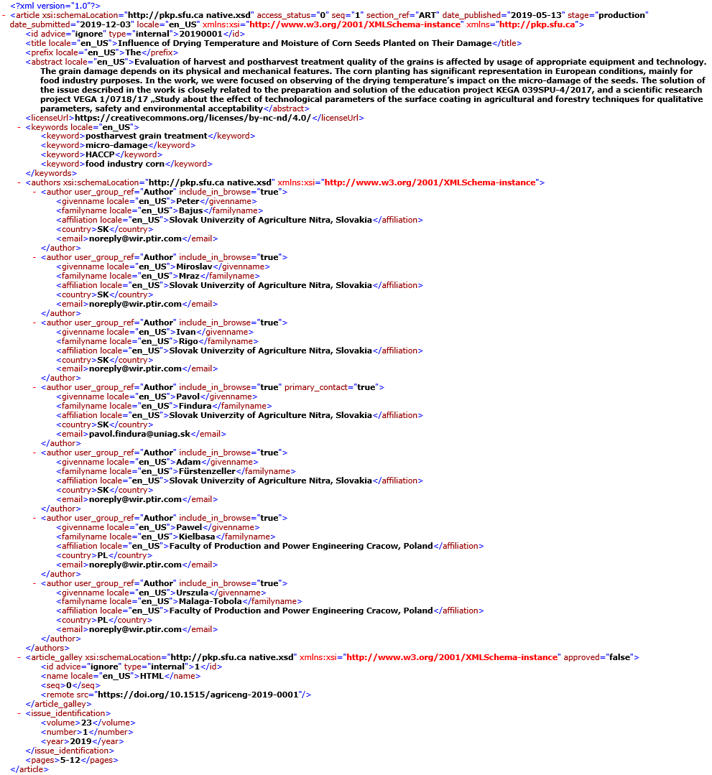 <?xml version="1.0"?>
- <article xsi:schemaLocation="http://pkp.sfu.ca native.xsd" access_status="0" seq="1" section_ref="ART" date_published="2019-05-13" stage="production"
date_submitted="2019-12-03" locale="en_US" xmlns:xsi="http://www.w3.org/2001/XMLSchema-instance" xmlns="http://pkp.sfu.ca">
<id advice="ignore" type="internal">20190001</id>
<title locale="en_US">Influence of Drying Temperature and Moisture of Corn Seeds Planted on Their Damage</title>
<prefix locale="en_US">The</prefix>
<abstract locale="en_US">Evaluation of harvest and postharvest treatment quality of the grains is affected by usage of appropriate equipment and technology.
The grain damage depends on its physical and mechanical features. The corn planting has significant representation in European conditions, mainly for
food industry purposes. In the work, we were focused on observing of the drying temperature's impact on the micro-damage of the seeds. The solution of
the issue described in the work is closely related to the preparation and solution of the education project KEGA 039SPU-4/2017, and a scientific research
project VEGA 1/0718/17 „Study about the effect of technological parameters of the surface coating in agricultural and forestry techniques for qualitative
parameters, safety and environmental acceptability</abstract>
<licenseUrl>https://creativecommons.org/licenses/by-nc-nd/4.0/</licenseUrl>
- <keywords locale="en_US">
<keyword>postharvest grain treatment</keyword>
<keyword>micro-damage</keyword>
<keyword>HACCP</keyword>
<keyword>food industry corn</keyword>
</keywords>
- <authors xsi:schemaLocation="http://pkp.sfu.ca native.xsd" xmlns:xsi="http://www.w3.org/2001/XMLSchema-instance">
- <author user_group_ref="Author" include_in_browse="true">
<givenname locale="en_US">Peter</givenname>
<familyname locale="en_US">Bajus</familyname>
<affiliation locale="en_US">Slovak Univerzity of Agriculture Nitra, Slovakia</affiliation>
<country>SK</country>
<email>noreply@wir.ptir.com</email>
</author>
- <author user_group_ref="Author" include_in_browse="true">
<givenname locale="en_US">Miroslav</givenname>
<familyname locale="en_US">Mraz</familyname>
<affiliation locale="en_US">Slovak Univerzity of Agriculture Nitra, Slovakia</affiliation>
<country>SK</country>
<email>noreply@wir.ptir.com</email>
</author>
- <author user_group_ref="Author" include_in_browse="true">
<givenname locale="en_US">Ivan</givenname>
<familyname locale="en_US">Rigo</familyname>
<affiliation locale="en_US">Slovak Univerzity of Agriculture Nitra, Slovakia</affiliation>
<country>SK</country>
<email>noreply@wir.ptir.com</email>
</author>
- <author user_group_ref="Author" include_in_browse="true" primary_contact="true">
<givenname locale="en_US">Pavol</givenname>
<familyname locale="en_US">Findura</familyname>
<affiliation locale="en_US">Slovak Univerzity of Agriculture Nitra, Slovakia</affiliation>
<country>SK</country>
<email>pavol.findura@uniag.sk</email>
</author>
- <author user_group_ref="Author" include_in_browse="true">
<givenname locale="en_US">Adam</givenname>
<familyname locale="en_US">Fürstenzeller</familyname>
<affiliation locale="en_US">Slovak Univerzity of Agriculture Nitra, Slovakia</affiliation>
<country>SK</country>
<email>noreply@wir.ptir.com</email>
</author>
- <author user_group_ref="Author" include_in_browse="true">
<givenname locale="en_US">Pawel</givenname>
<familyname locale="en_US">Kielbasa</familyname>
<affiliation locale="en_US">Faculty of Production and Power Engineering Cracow, Poland</affiliation>
<country>PL</country>
<email>noreply@wir.ptir.com</email>
</author>
- <author user_group_ref="Author" include_in_browse="true">
<givenname locale="en_US">Urszula</givenname>
<familyname locale="en_US">Malaga-Tobola</familyname>
<affiliation locale="en_US">Faculty of Production and Power Engineering Cracow, Poland</affiliation>
<country>PL</country>
<email>noreply@wir.ptir.com</email>
</author>
</authors>
- <article_galley xsi:schemaLocation="http://pkp.sfu.ca native.xsd" xmlns:xsi="http://www.w3.org/2001/XMLSchema-instance" approved="false">
<id advice="ignore" type="internal">1</id>
<name locale="en_US">HTML</name>
<seq>0</seq>
<remote src="https://doi.org/10.1515/agriceng-2019-0001"/>
</article_galley>
- <issue_identification>
<volume>23</volume>
<number>1</number>
<year>2019</year>
</issue_identification>
<pages>5-12</pages>
</article>